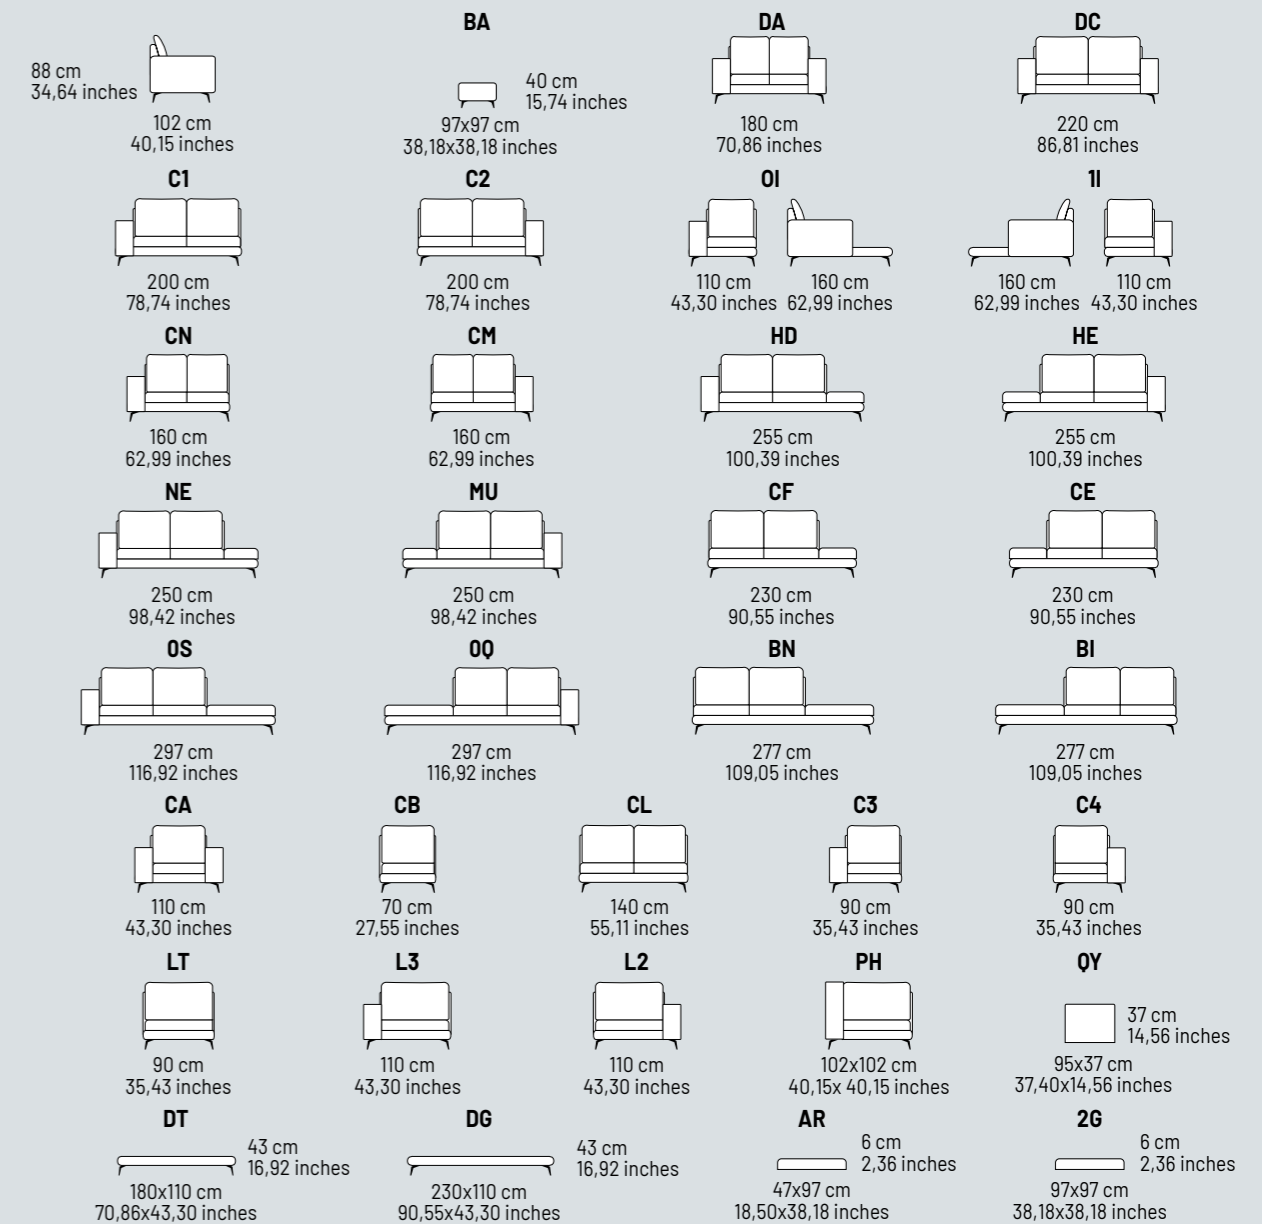 88 cm
34,64 inches
102 cm
40,15 inches
BA
40 cm
15,74 inches
97x97 cm
38,18x38,18 inches
DA
180 cm
70,86 inches
DC
220 cm
86,81 inches
C1
200 cm
78,74 inches
C2
200 cm
78,74 inches
0I
110 cm
43,30 inches
160 cm
62,99 inches
1I
160 cm
62,99 inches
110 cm
43,30 inches
CN
160 cm
62,99 inches
CM
160 cm
62,99 inches
HD
255 cm
100,39 inches
HE
255 cm
100,39 inches
NE
250 cm
98,42 inches
MU
250 cm
98,42 inches
CF
230 cm
90,55 inches
CE
230 cm
90,55 inches
OS
297 cm
116,92 inches
OQ
297 cm
116,92 inches
BN
277 cm
109,05 inches
BI
277 cm
109,05 inches
CA
110 cm
43,30 inches
CB
70 cm
27,55 inches
CL
140 cm
55,11 inches
C3
90 cm
35,43 inches
C4
90 cm
35,43 inches
LT
90 cm
35,43 inches
L3
110 cm
43,30 inches
L2
110 cm
43,30 inches
PH
102x102 cm
40,15x 40,15 inches
QY
37 cm
14,56 inches
95x37 cm
37,40x14,56 inches
DT
43 cm
16,92 inches
180x110 cm
70,86x43,30 inches
DG
43 cm
16,92 inches
230x110 cm
90,55x43,30 inches
AR
6 cm
2,36 inches
47x97 cm
18,50x38,18 inches
2G
6 cm
2,36 inches
97x97 cm
38,18x38,18 inches